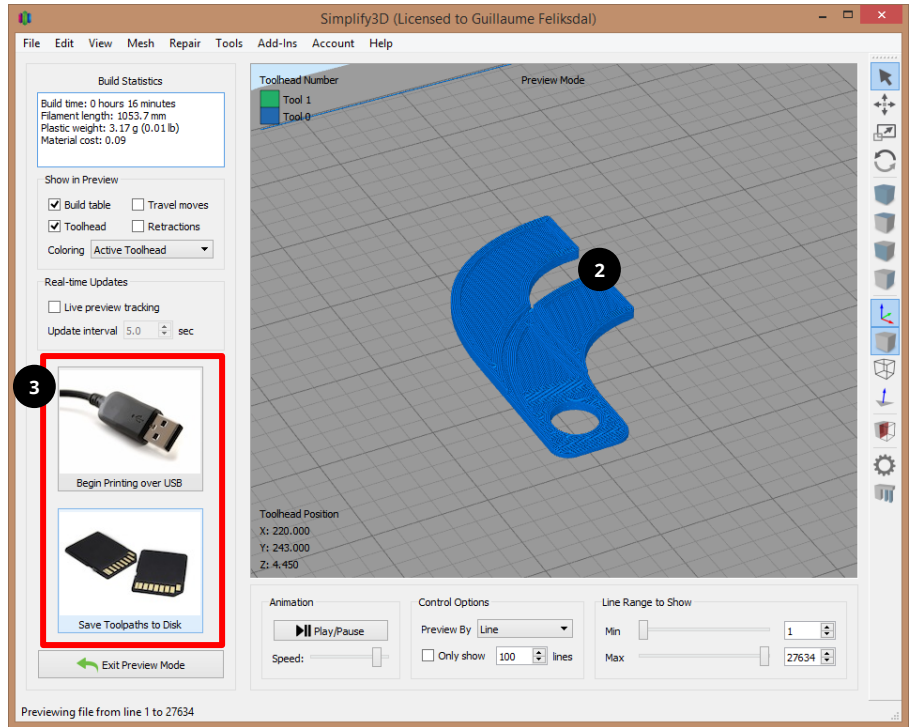 Simplify3D (Licensed to Guillaume Feliksdal)
File Edit View Mesh Repair Tools Add-Ins Account Help
Build Statistics
Build time: 0 hours 16 minutes
Filament length: 1053.7 mm
Plastic weight: 3.17 g (0.01 lb)
Material cost: 0.09
Show in Preview
Build table Travel moves
Toolhead Retractions
Coloring Active Toolhead
Real-time Updates
Live preview tracking
Update interval 5.0 sec
3
Begin Printing over USB
Save Toolpaths to Disk
Exit Preview Mode
Toolhead Number
Preview Mode
Tool 1
Tool 0
2
Toolhead Position
X: 220.000
Y: 243.000
Z: 4.450
Animation
Play/Pause
Speed:
Control Options
Preview By Line
Only show 100 lines
Line Range to Show
Min 1
Max 27634
Previewing file from line 1 to 27634